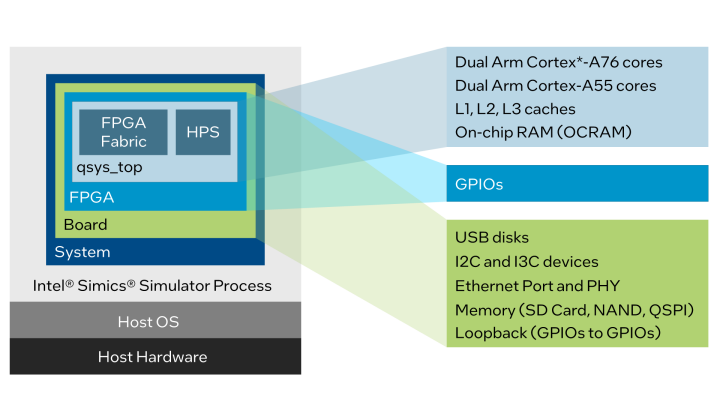 FPGA
Fabric
HPS
qsys_top
FPGA
Board
System
Intel® Simics® Simulator Process
Host OS
Host Hardware
Dual Arm Cortex*-A76 cores
Dual Arm Cortex-A55 cores
L1, L2, L3 caches
On-chip RAM (OCRAM)
GPIOs
USB disks
I2C and I3C devices
Ethernet Port and PHY
Memory (SD Card, NAND, QSPI)
Loopback (GPIOs to GPIOs)